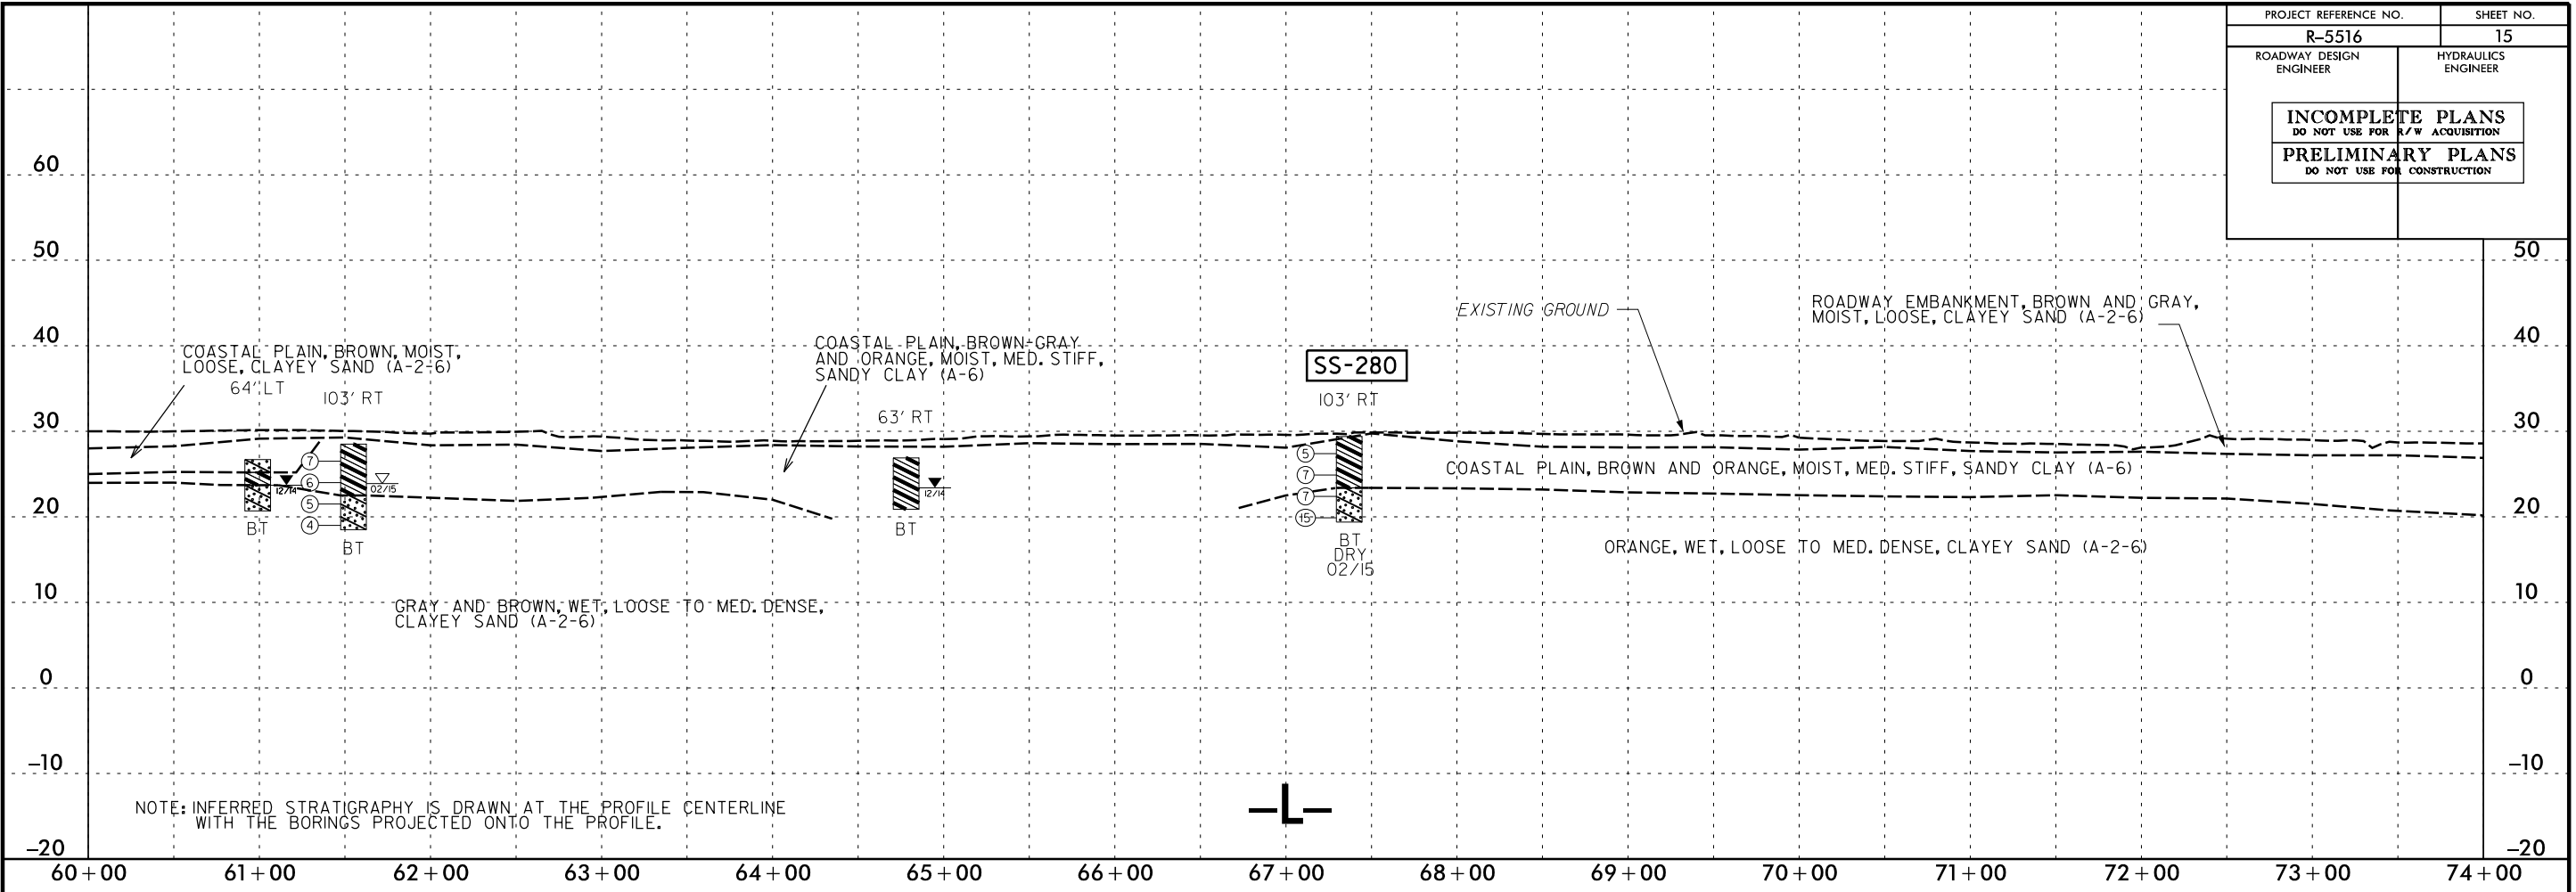 PROJECT REFERENCE NO. SHEET NO.
R-5516 15
ROADWAY DESIGN ENGINEER
HYDRAULICS ENGINEER
INCOMPLETE PLANS
DO NOT USE FOR R/W ACQUISITION
PRELIMINARY PLANS
DO NOT USE FOR CONSTRUCTION
60
50 50
40 40
30 30
20 20
10 10
0 0
-10 -10
-20 -20
EXISTING GROUND
ROADWAY EMBANKMENT, BROWN AND GRAY,
MOIST, LOOSE, CLAYEY SAND (A-2-6)
COASTAL PLAIN, BROWN, MOIST,
LOOSE, CLAYEY SAND (A-2-6)
64' LT
103' RT
COASTAL PLAIN, BROWN-GRAY
AND ORANGE, MOIST, MED. STIFF,
SANDY CLAY (A-6)
63' RT
SS-280
103' RT
7
6
5
4
12/14
02/15
BT
BT
12/14
BT
5
7
7
15
BT
DRY
02/15
COASTAL PLAIN, BROWN AND ORANGE, MOIST, MED. STIFF, SANDY CLAY (A-6)
ORANGE, WET, LOOSE TO MED. DENSE, CLAYEY SAND (A-2-6)
GRAY AND BROWN, WET, LOOSE TO MED. DENSE,
CLAYEY SAND (A-2-6)
NOTE: INFERRED STRATIGRAPHY IS DRAWN AT THE PROFILE CENTERLINE
WITH THE BORINGS PROJECTED ONTO THE PROFILE.
-L-
60+00 61+00 62+00 63+00 64+00 65+00 66+00 67+00 68+00 69+00 70+00 71+00 72+00 73+00 74+00